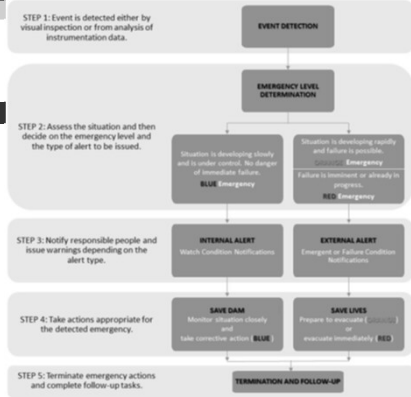 STEP 1: Event is detected either by
visual inspection or from analysis of
instrumentation data.
EVENT DETECTION
EMERGENCY LEVEL
DETERMINATION
STEP 2: Assess the situation and then
decide on the emergency level and
the type of alert to be issued.
Situation is developing slowly
and is under control. No danger
of immediate failure.
BLUE Emergency
Situation is developing rapidly
and failure is possible.
ORANGE Emergency
Failure is imminent or already in
progress.
RED Emergency
STEP 3: Notify responsible people and
issue warnings depending on the
alert type.
INTERNAL ALERT
Watch Condition Notifications
EXTERNAL ALERT
Emergent or Failure Condition
Notifications
STEP 4: Take actions appropriate for
the detected emergency.
SAVE DAM
Monitor situation closely
and
take corrective action (BLUE)
SAVE LIVES
Prepare to evacuate (ORANGE)
or
evacuate immediately (RED)
STEP 5: Terminate emergency actions
and complete follow-up tasks.
TERMINATION AND FOLLOW-UP